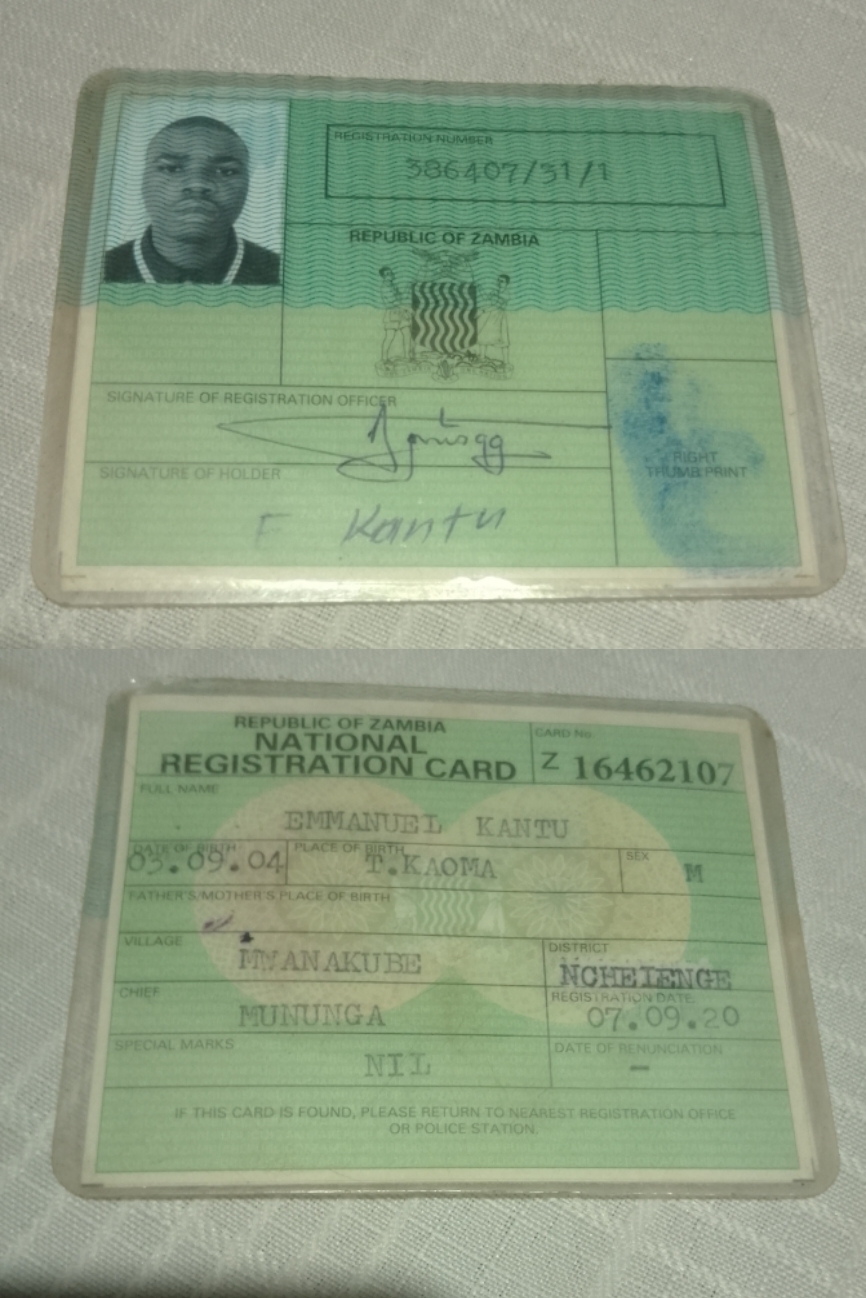 REGISTRATION NUMBER
386407/31/1
REPUBLIC OF ZAMBIA
SIGNATURE OF REGISTRATION OFFICER
SIGNATURE OF HOLDER
RIGHT
THUMB PRINT
Kantu
REPUBLIC OF ZAMBIA
NATIONAL
REGISTRATION CARD
CARD No.
Z 16462107
FULL NAME
EMMANUEL KANTU
DATE OF BIRTH
03.09.04
PLACE OF BIRTH
T.KAOMA
SEX
M
FATHER'S/MOTHER'S PLACE OF BIRTH
VILLAGE
MWANAKUBE
DISTRICT
NCHELENGE
CHIEF
MUNUNGA
REGISTRATION DATE
07.09.20
SPECIAL MARKS
NIL
DATE OF RENUNCIATION
–
IF THIS CARD IS FOUND, PLEASE RETURN TO NEAREST REGISTRATION OFFICE
OR POLICE STATION.